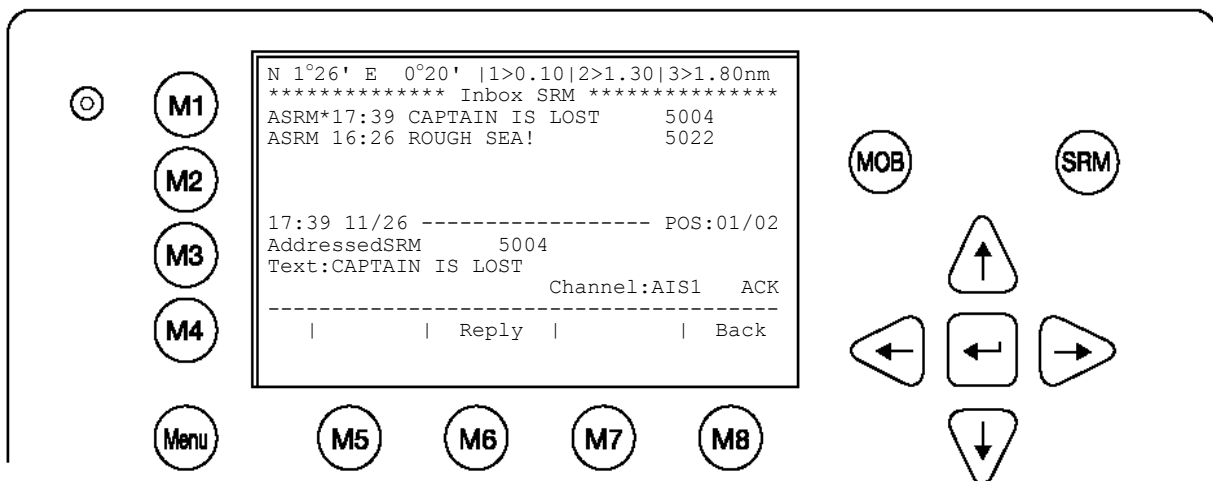 N 1°26' E 0°20' |1>0.10|2>1.30|3>1.80nm
************** Inbox SRM ***************
ASRM*17:39 CAPTAIN IS LOST 5004
ASRM 16:26 ROUGH SEA! 5022
17:39 11/26 ------------------ POS:01/02
AddressedSRM 5004
Text:CAPTAIN IS LOST
Channel:AIS1 ACK
----------------------------------------
| | Reply | | Back
M1
M2
M3
M4
Menu
M5
M6
M7
M8
MOB
SRM